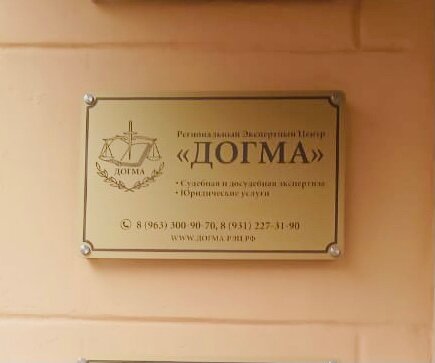 ДОГМА
Региональный Экспертный Центр
«ДОГМА»
• Судебная и досудебная экспертиза
• Юридические услуги
8 (963) 300-90-70, 8 (931) 227-31-90
WWW.ДОГМА-РЭЦ.РФ